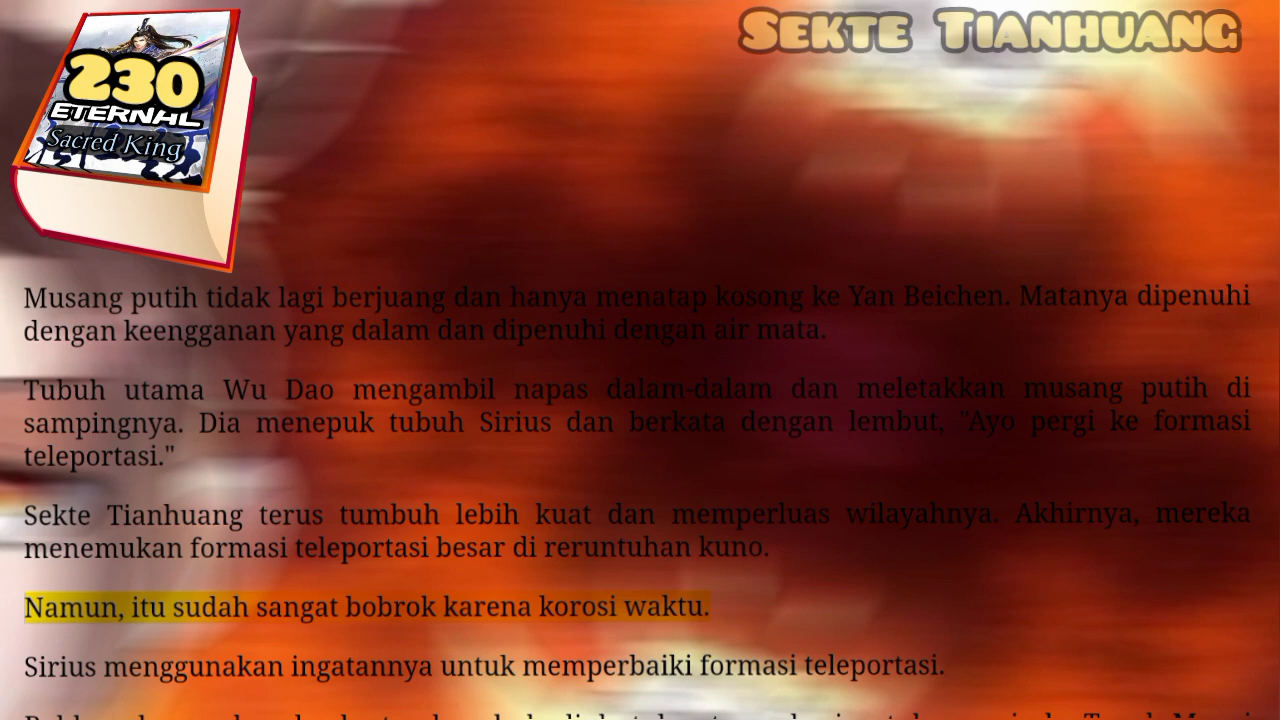 Sekte Tianhuang
230
ETERNAL
Sacred King
Musang putih tidak lagi berjuang dan hanya menatap kosong ke Yan Beichen. Matanya dipenuhi
dengan keengganan yang dalam dan dipenuhi dengan air mata.
Tubuh utama Wu Dao mengambil napas dalam-dalam dan meletakkan musang putih di
sampingnya. Dia menepuk tubuh Sirius dan berkata dengan lembut, "Ayo pergi ke formasi
teleportasi."
Sekte Tianhuang terus tumbuh lebih kuat dan memperluas wilayahnya. Akhirnya, mereka
menemukan formasi teleportasi besar di reruntuhan kuno.
Namun, itu sudah sangat bobrok karena korosi waktu.
Sirius menggunakan ingatannya untuk memperbaiki formasi teleportasi.